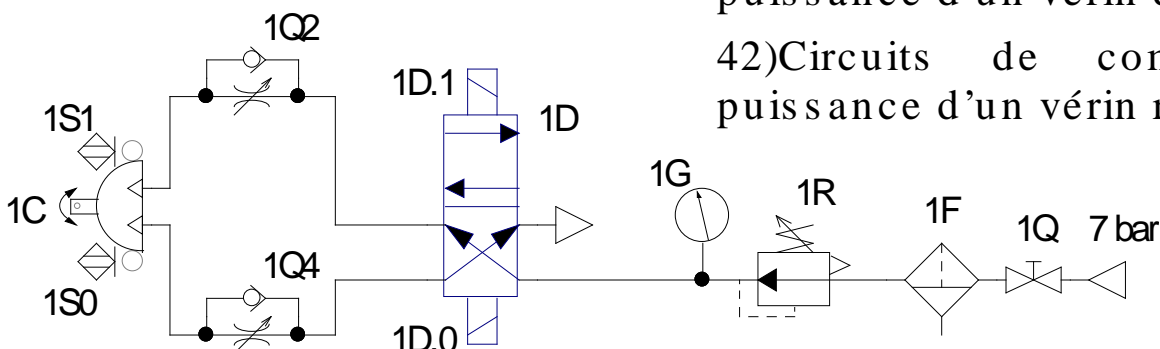 42)Circuits de
puissance d'un vérin
1Q2
1D.1
1D
1S1
1C
1S0
1Q4
1D.0
1G
1R
1F
1Q
7 bar
puissance d'un vérin